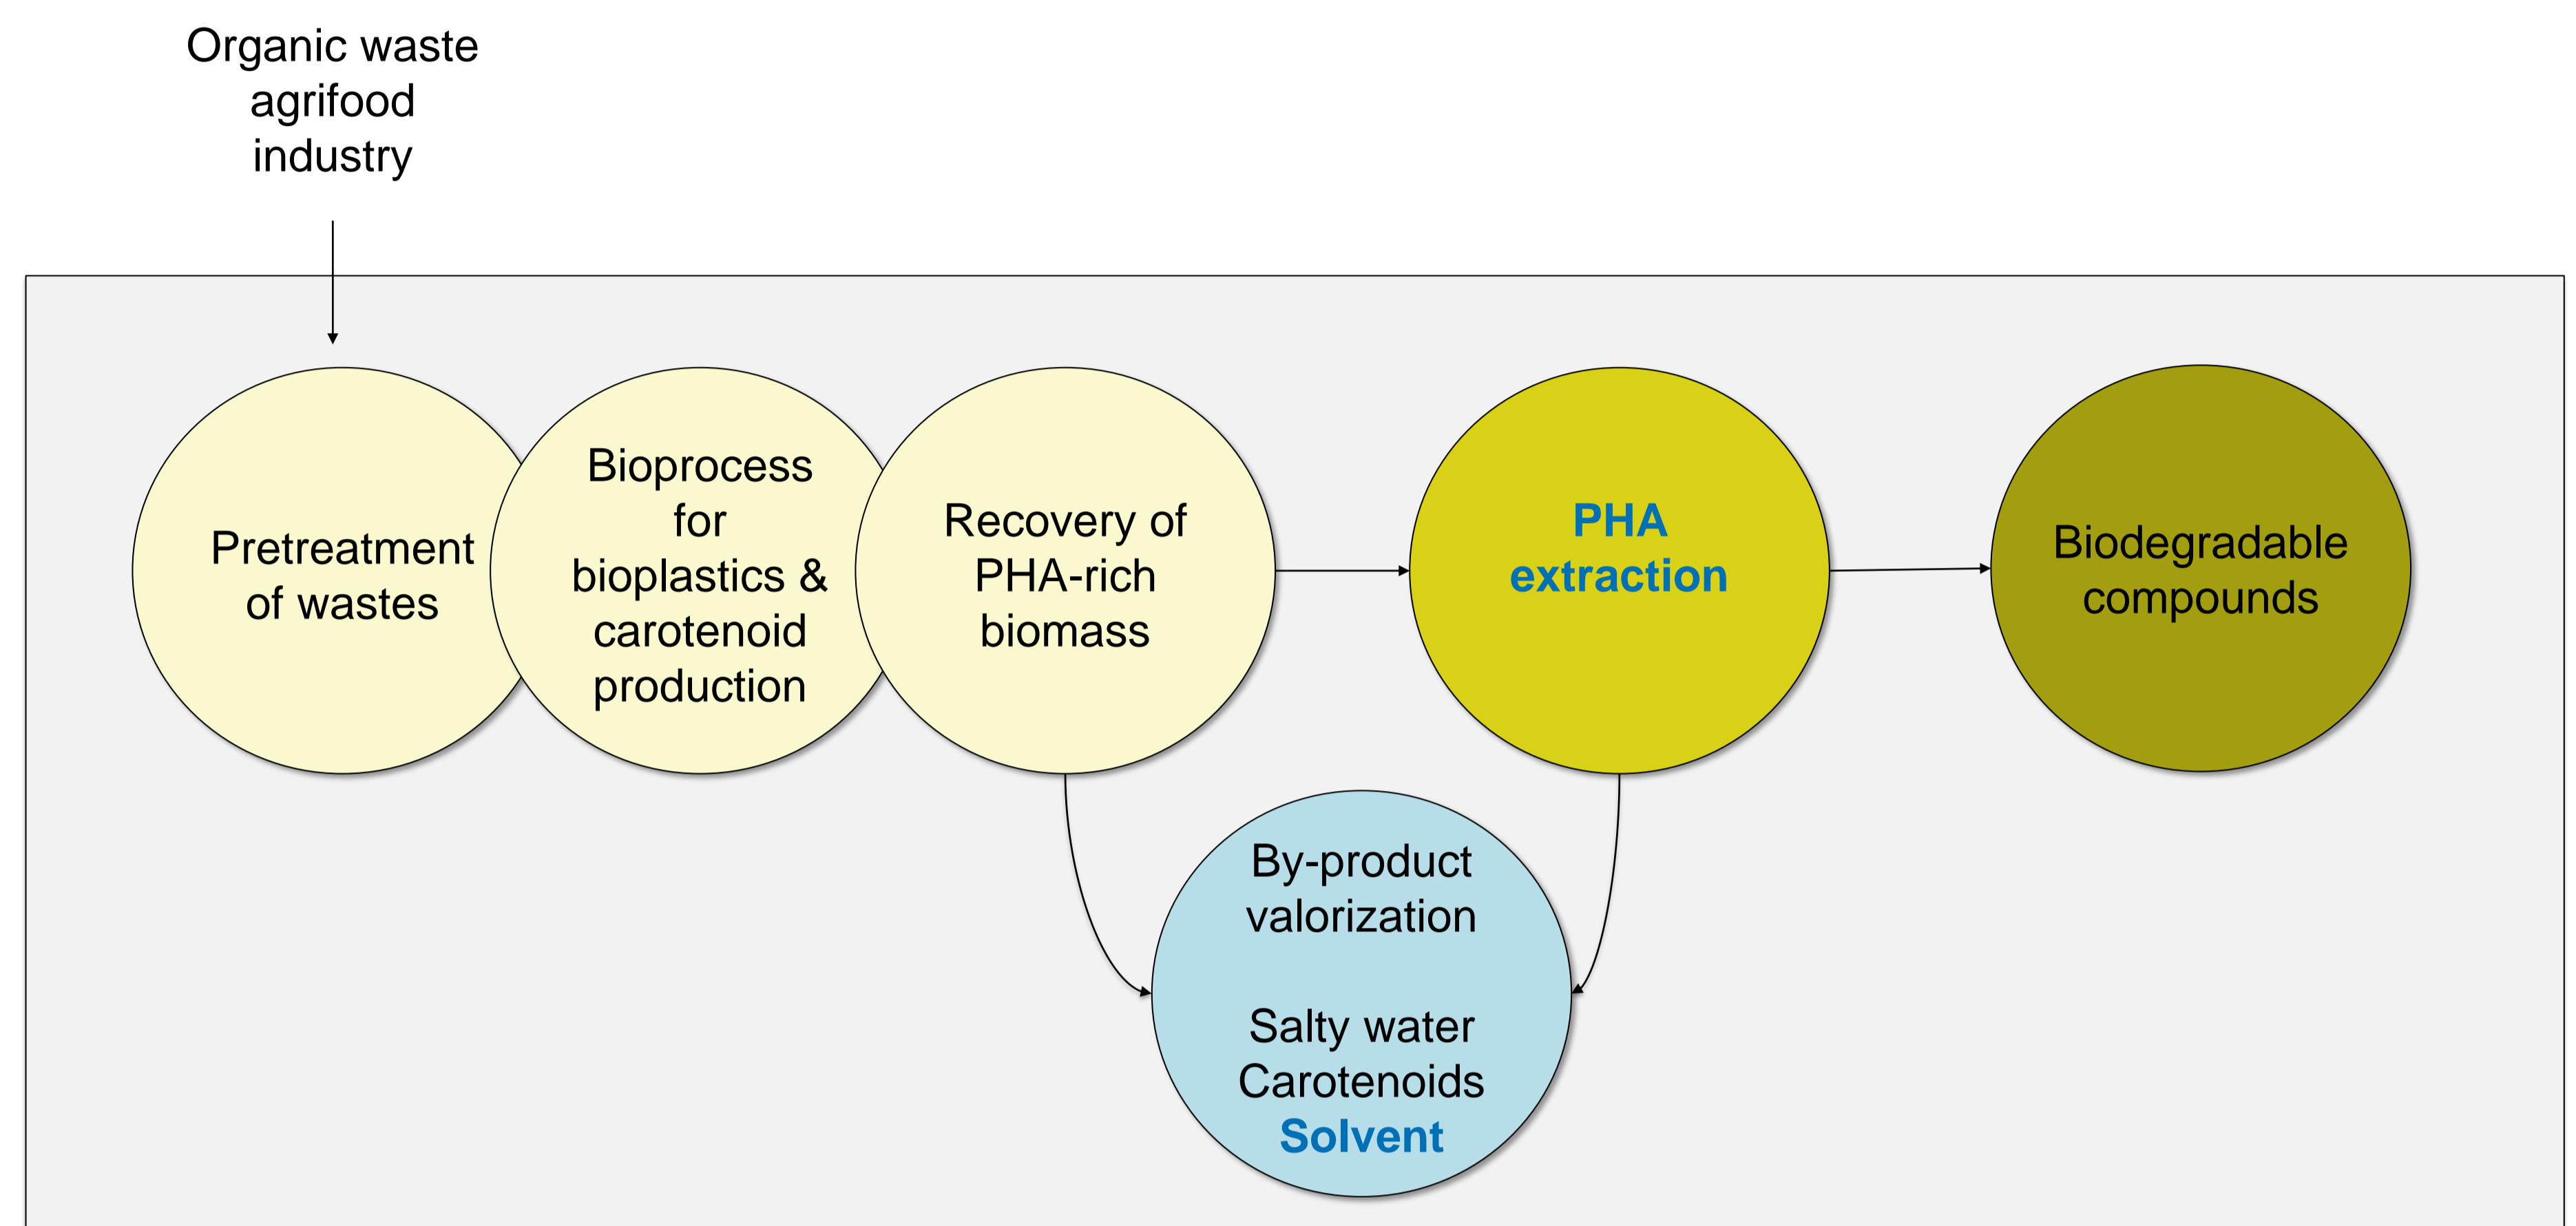 Organic waste
agrifood
industry
Pretreatment
of wastes
Bioprocess
for
bioplastics &
carotenoid
production
Recovery of
PHA-rich
biomass
PHA
extraction
Biodegradable
compounds
By-product
valorization
Salty water
Carotenoids
Solvent